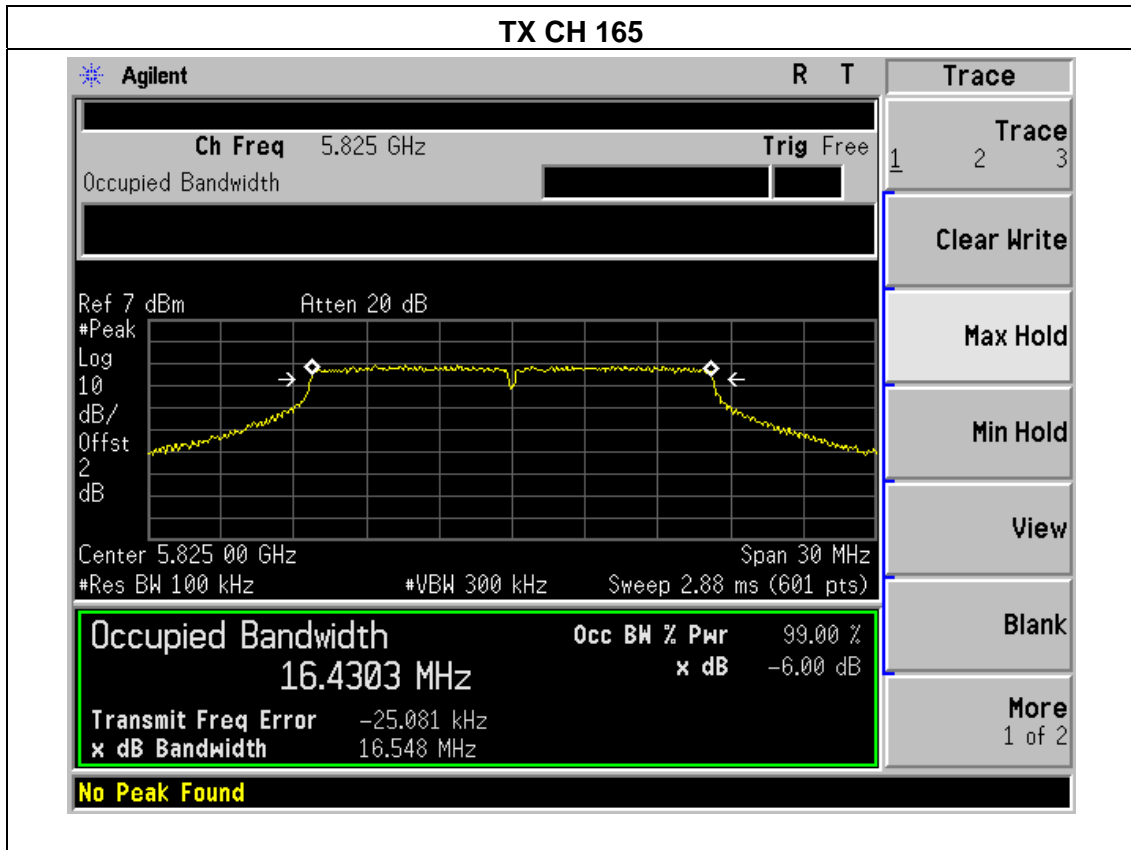 TX CH 165
Agilent R T Trace
Ch Freq 5.825 GHz Trig Free
Occupied Bandwidth
Trace
1 2 3
Clear Write
Ref 7 dBm Atten 20 dB
#Peak
Log
10
dB/
Offst
2
dB
Max Hold
Min Hold
View
Center 5.825 00 GHz Span 30 MHz
#Res BW 100 kHz #VBW 300 kHz Sweep 2.88 ms (601 pts)
Occupied Bandwidth Occ BW % Pwr 99.00 %
16.4303 MHz x dB -6.00 dB
Transmit Freq Error -25.081 kHz
x dB Bandwidth 16.548 MHz
Blank
More
1 of 2
No Peak Found